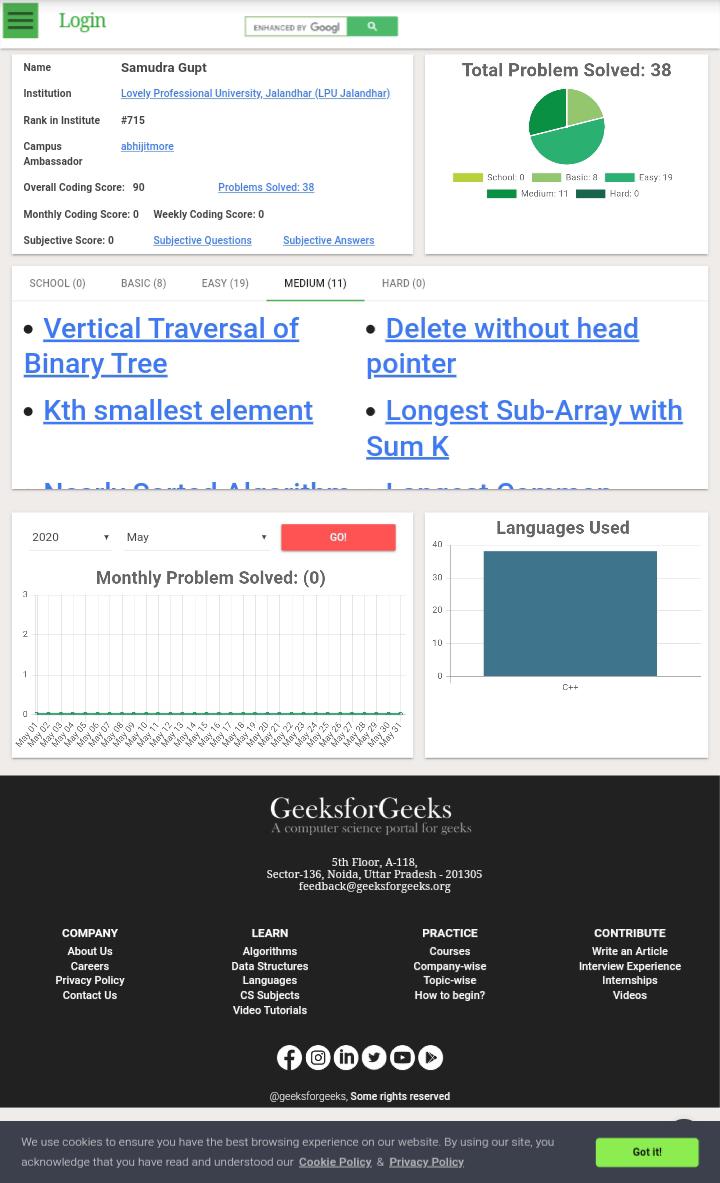 Login
ENHANCED BY Googl
Name Samudra Gupt
Institution Lovely Professional University, Jalandhar (LPU Jalandhar)
Rank in Institute #715
Campus
Ambassador
abhijitmore
Overall Coding Score: 90 Problems Solved: 38
Monthly Coding Score: 0 Weekly Coding Score: 0
Subjective Score: 0 Subjective Questions Subjective Answers
Total Problem Solved: 38
School: 0 Basic: 8 Easy: 19
Medium: 11 Hard: 0
SCHOOL (0) BASIC (8) EASY (19) MEDIUM (11) HARD (0)
• Vertical Traversal of
Binary Tree
• Delete without head
pointer
• Kth smallest element
• Longest Sub-Array with
Sum K
Nearly Sorted Algorithm
Longest Common
2020 ▾ May ▾ GO!
Monthly Problem Solved: (0)
3
2
1
0
May 01 May 02 May 03 May 04 May 05 May 06 May 07 May 08 May 09 May 10 May 11 May 12 May 13 May 14 May 15 May 16 May 17 May 18 May 19 May 20 May 21 May 22 May 23 May 24 May 25 May 26 May 27 May 28 May 29 May 30 May 31
Languages Used
40
30
20
10
0
C++
GeeksforGeeks
A computer science portal for geeks
5th Floor, A-118,
Sector-136, Noida, Uttar Pradesh - 201305
feedback@geeksforgeeks.org
COMPANY
About Us
Careers
Privacy Policy
Contact Us
LEARN
Algorithms
Data Structures
Languages
CS Subjects
Video Tutorials
PRACTICE
Courses
Company-wise
Topic-wise
How to begin?
CONTRIBUTE
Write an Article
Interview Experience
Internships
Videos
@geeksforgeeks, Some rights reserved
We use cookies to ensure you have the best browsing experience on our website. By using our site, you
acknowledge that you have read and understood our Cookie Policy & Privacy Policy
Got it!